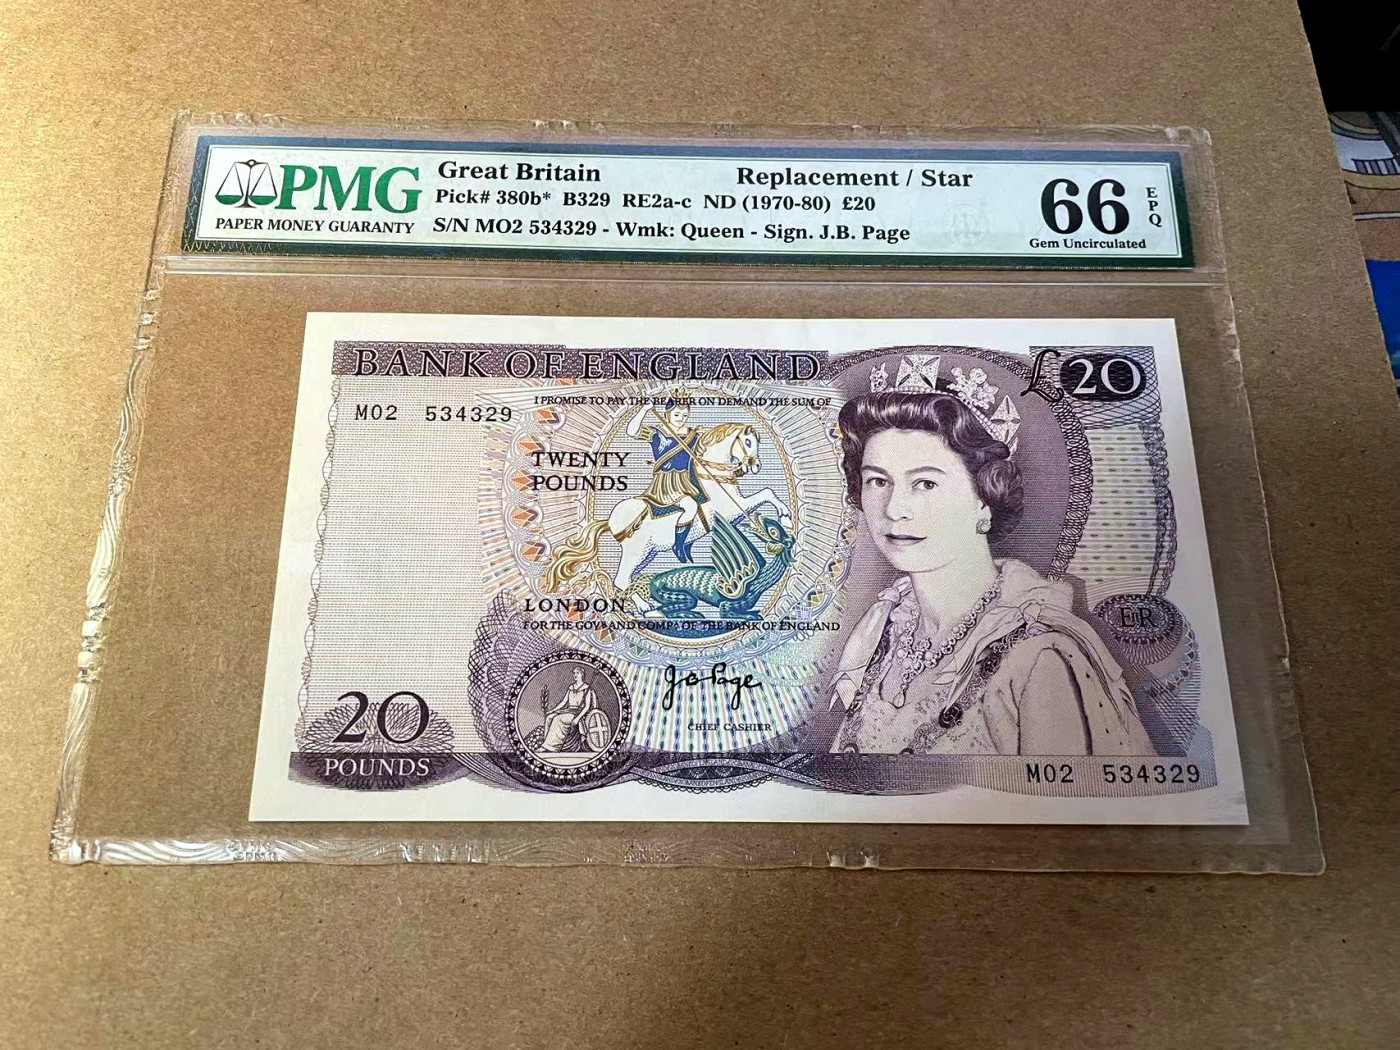 PMG
PAPER MONEY GUARANTY
Great Britain Replacement / Star
Pick# 380b* B329 RE2a-c ND (1970-80) £20
S/N MO2 534329 - Wmk: Queen - Sign. J.B. Page
66 EPQ
Gem Uncirculated
BANK OF ENGLAND £20
I PROMISE TO PAY THE BEARER ON DEMAND THE SUM OF
M02 534329
TWENTY
POUNDS
LONDON
FOR THE GOVR AND COMPA OF THE BANK OF ENGLAND
ER
J B Page
CHIEF CASHIER
20
POUNDS
M02 534329